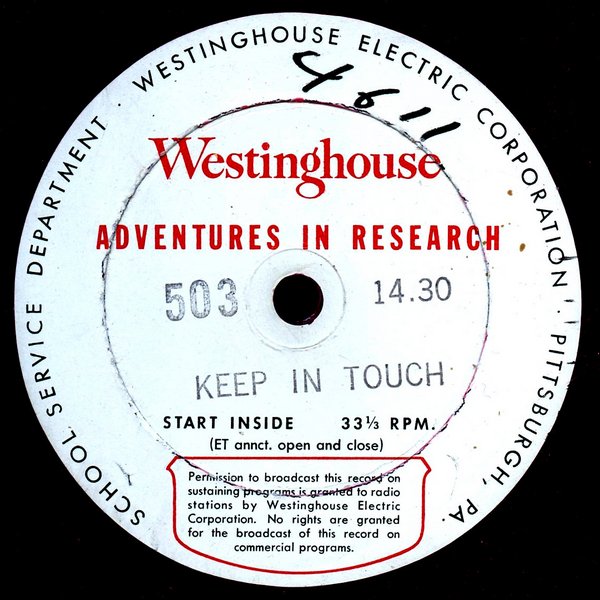 SCHOOL SERVICE DEPARTMENT · WESTINGHOUSE ELECTRIC CORPORATION · PITTSBURGH, PA.
4611
Westinghouse
ADVENTURES IN RESEARCH
503 14.30
KEEP IN TOUCH
START INSIDE 33⅓ RPM.
(ET annct. open and close)
Permission to broadcast this record on
sustaining programs is granted to radio
stations by Westinghouse Electric
Corporation. No rights are granted
for the broadcast of this record on
commercial programs.